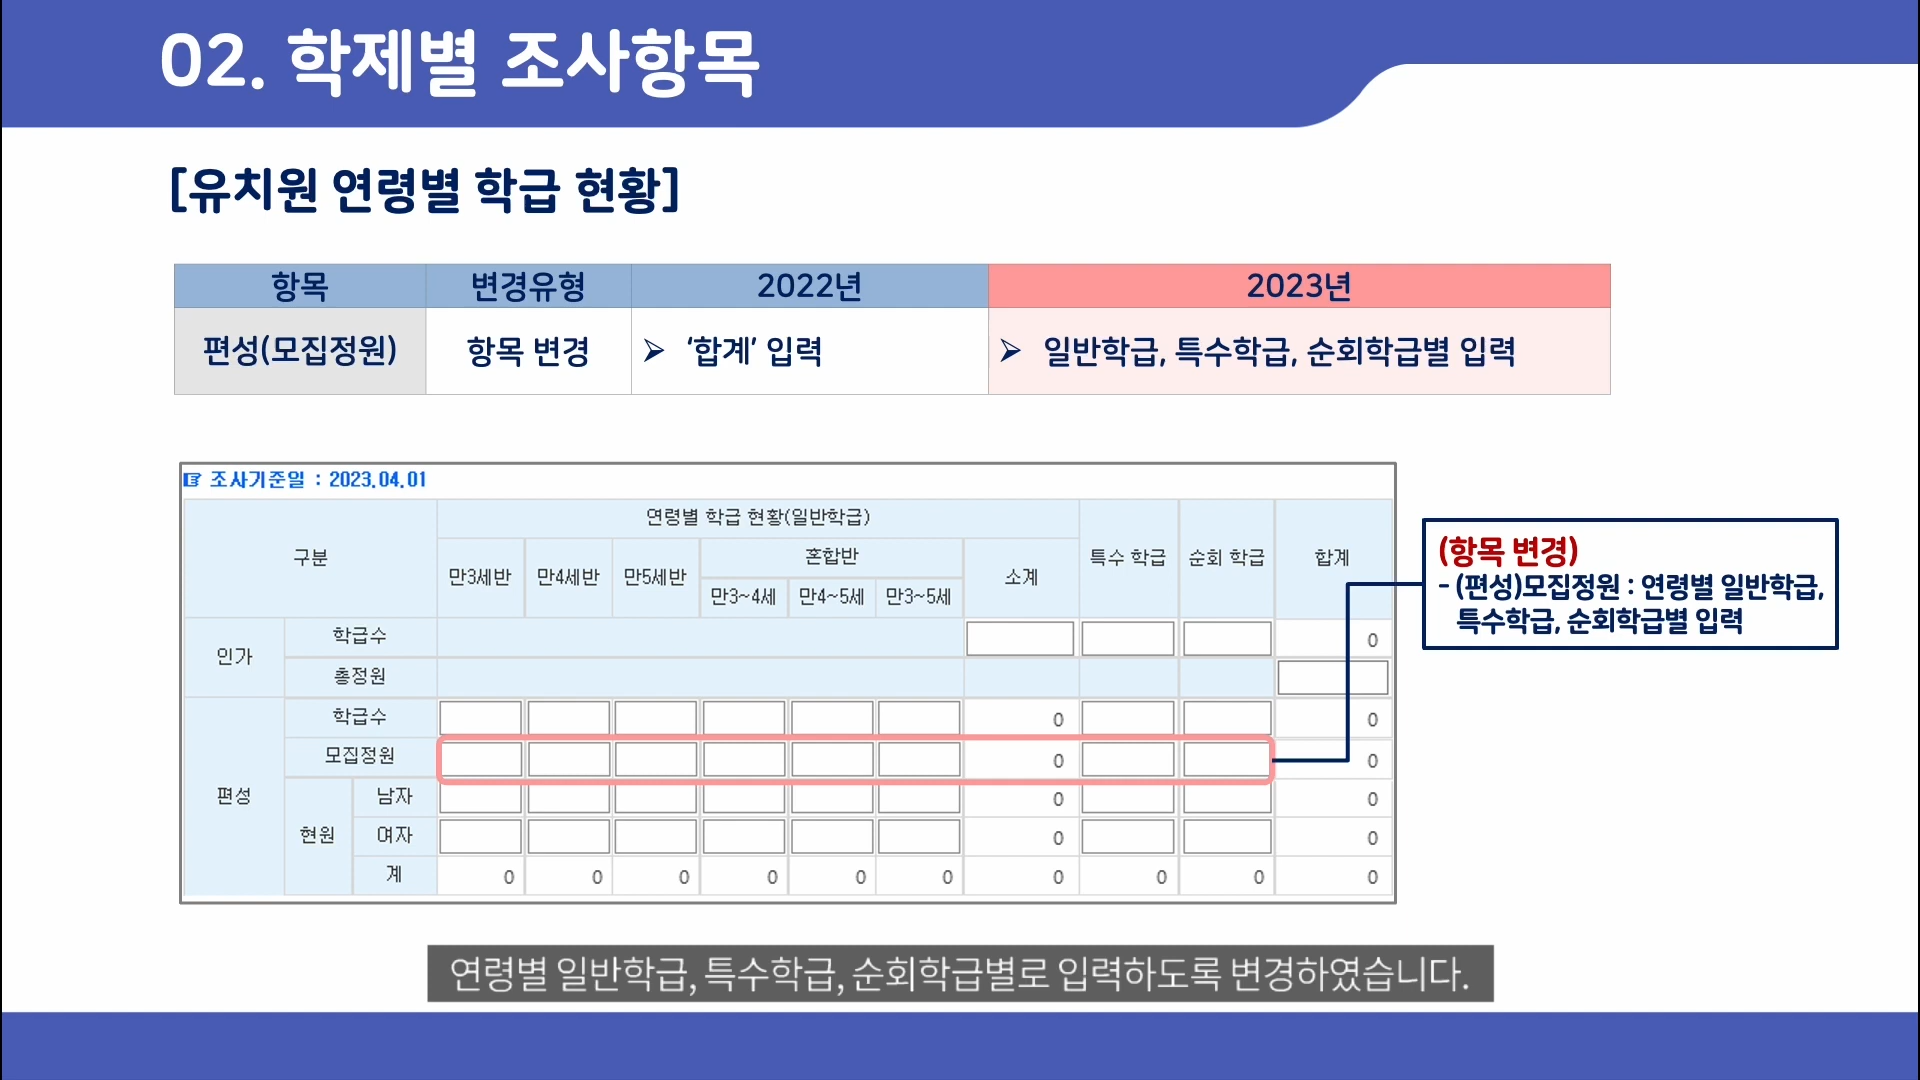 02. 학제별 조사항목
[유치원 연령별 학급 현황]
항목 변경유형 2022년 2023년
편성(모집정원) 항목 변경 ➢ ‘합계’ 입력 ➢ 일반학급, 특수학급, 순회학급별 입력
☞ 조사기준일 : 2023.04.01
구분 연령별 학급 현황(일반학급) 특수 학급 순회 학급 합계
만3세반 만4세반 만5세반 혼합반 소계
만3~4세 만4~5세 만3~5세
인가 학급수 0
총정원
편성 학급수 0 0
모집정원 0 0
현원 남자 0 0
여자 0 0
계 0 0 0 0 0 0 0 0 0 0
(항목 변경)
- (편성)모집정원 : 연령별 일반학급,
특수학급, 순회학급별 입력
연령별 일반학급, 특수학급, 순회학급별로 입력하도록 변경하였습니다.